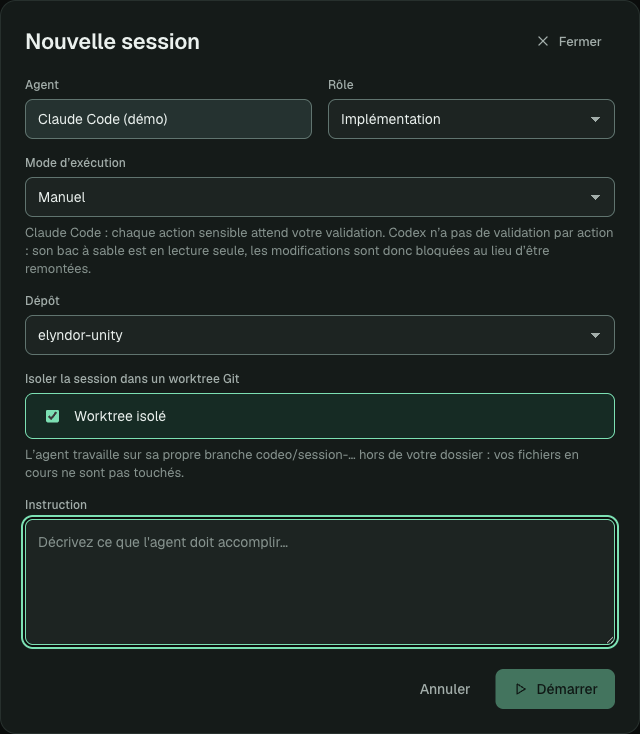 Nouvelle session
Fermer
Agent
Rôle
Claude Code (démo)
Implémentation
Mode d'exécution
Manuel
Claude Code : chaque action sensible attend votre validation. Codex n'a pas de validation par action
: son bac à sable est en lecture seule, les modifications sont donc bloquées au lieu d'être
remontées.
Dépôt
elyndor-unity
Isoler la session dans un worktree Git
Worktree isolé
L'agent travaille sur sa propre branche codeo/session-… hors de votre dossier : vos fichiers en
cours ne sont pas touchés.
Instruction
Décrivez ce que l'agent doit accomplir…
Annuler
Démarrer